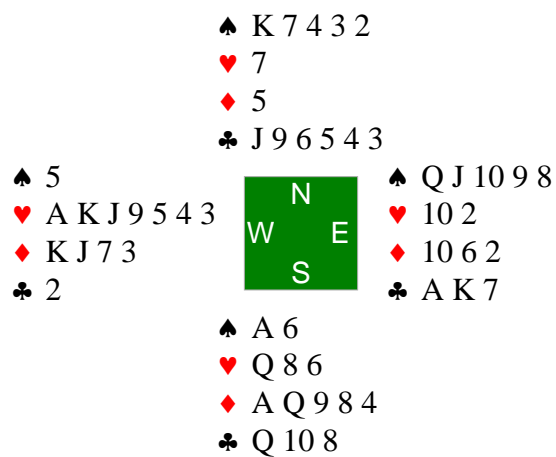 ♠ K 7 4 3 2
♥ 7
♦ 5
♣ J 9 6 5 4 3
♠ 5
♥ A K J 9 5 4 3
♦ K J 7 3
♣ 2
N
W E
S
♠ Q J 10 9 8
♥ 10 2
♦ 10 6 2
♣ A K 7
♠ A 6
♥ Q 8 6
♦ A Q 9 8 4
♣ Q 10 8